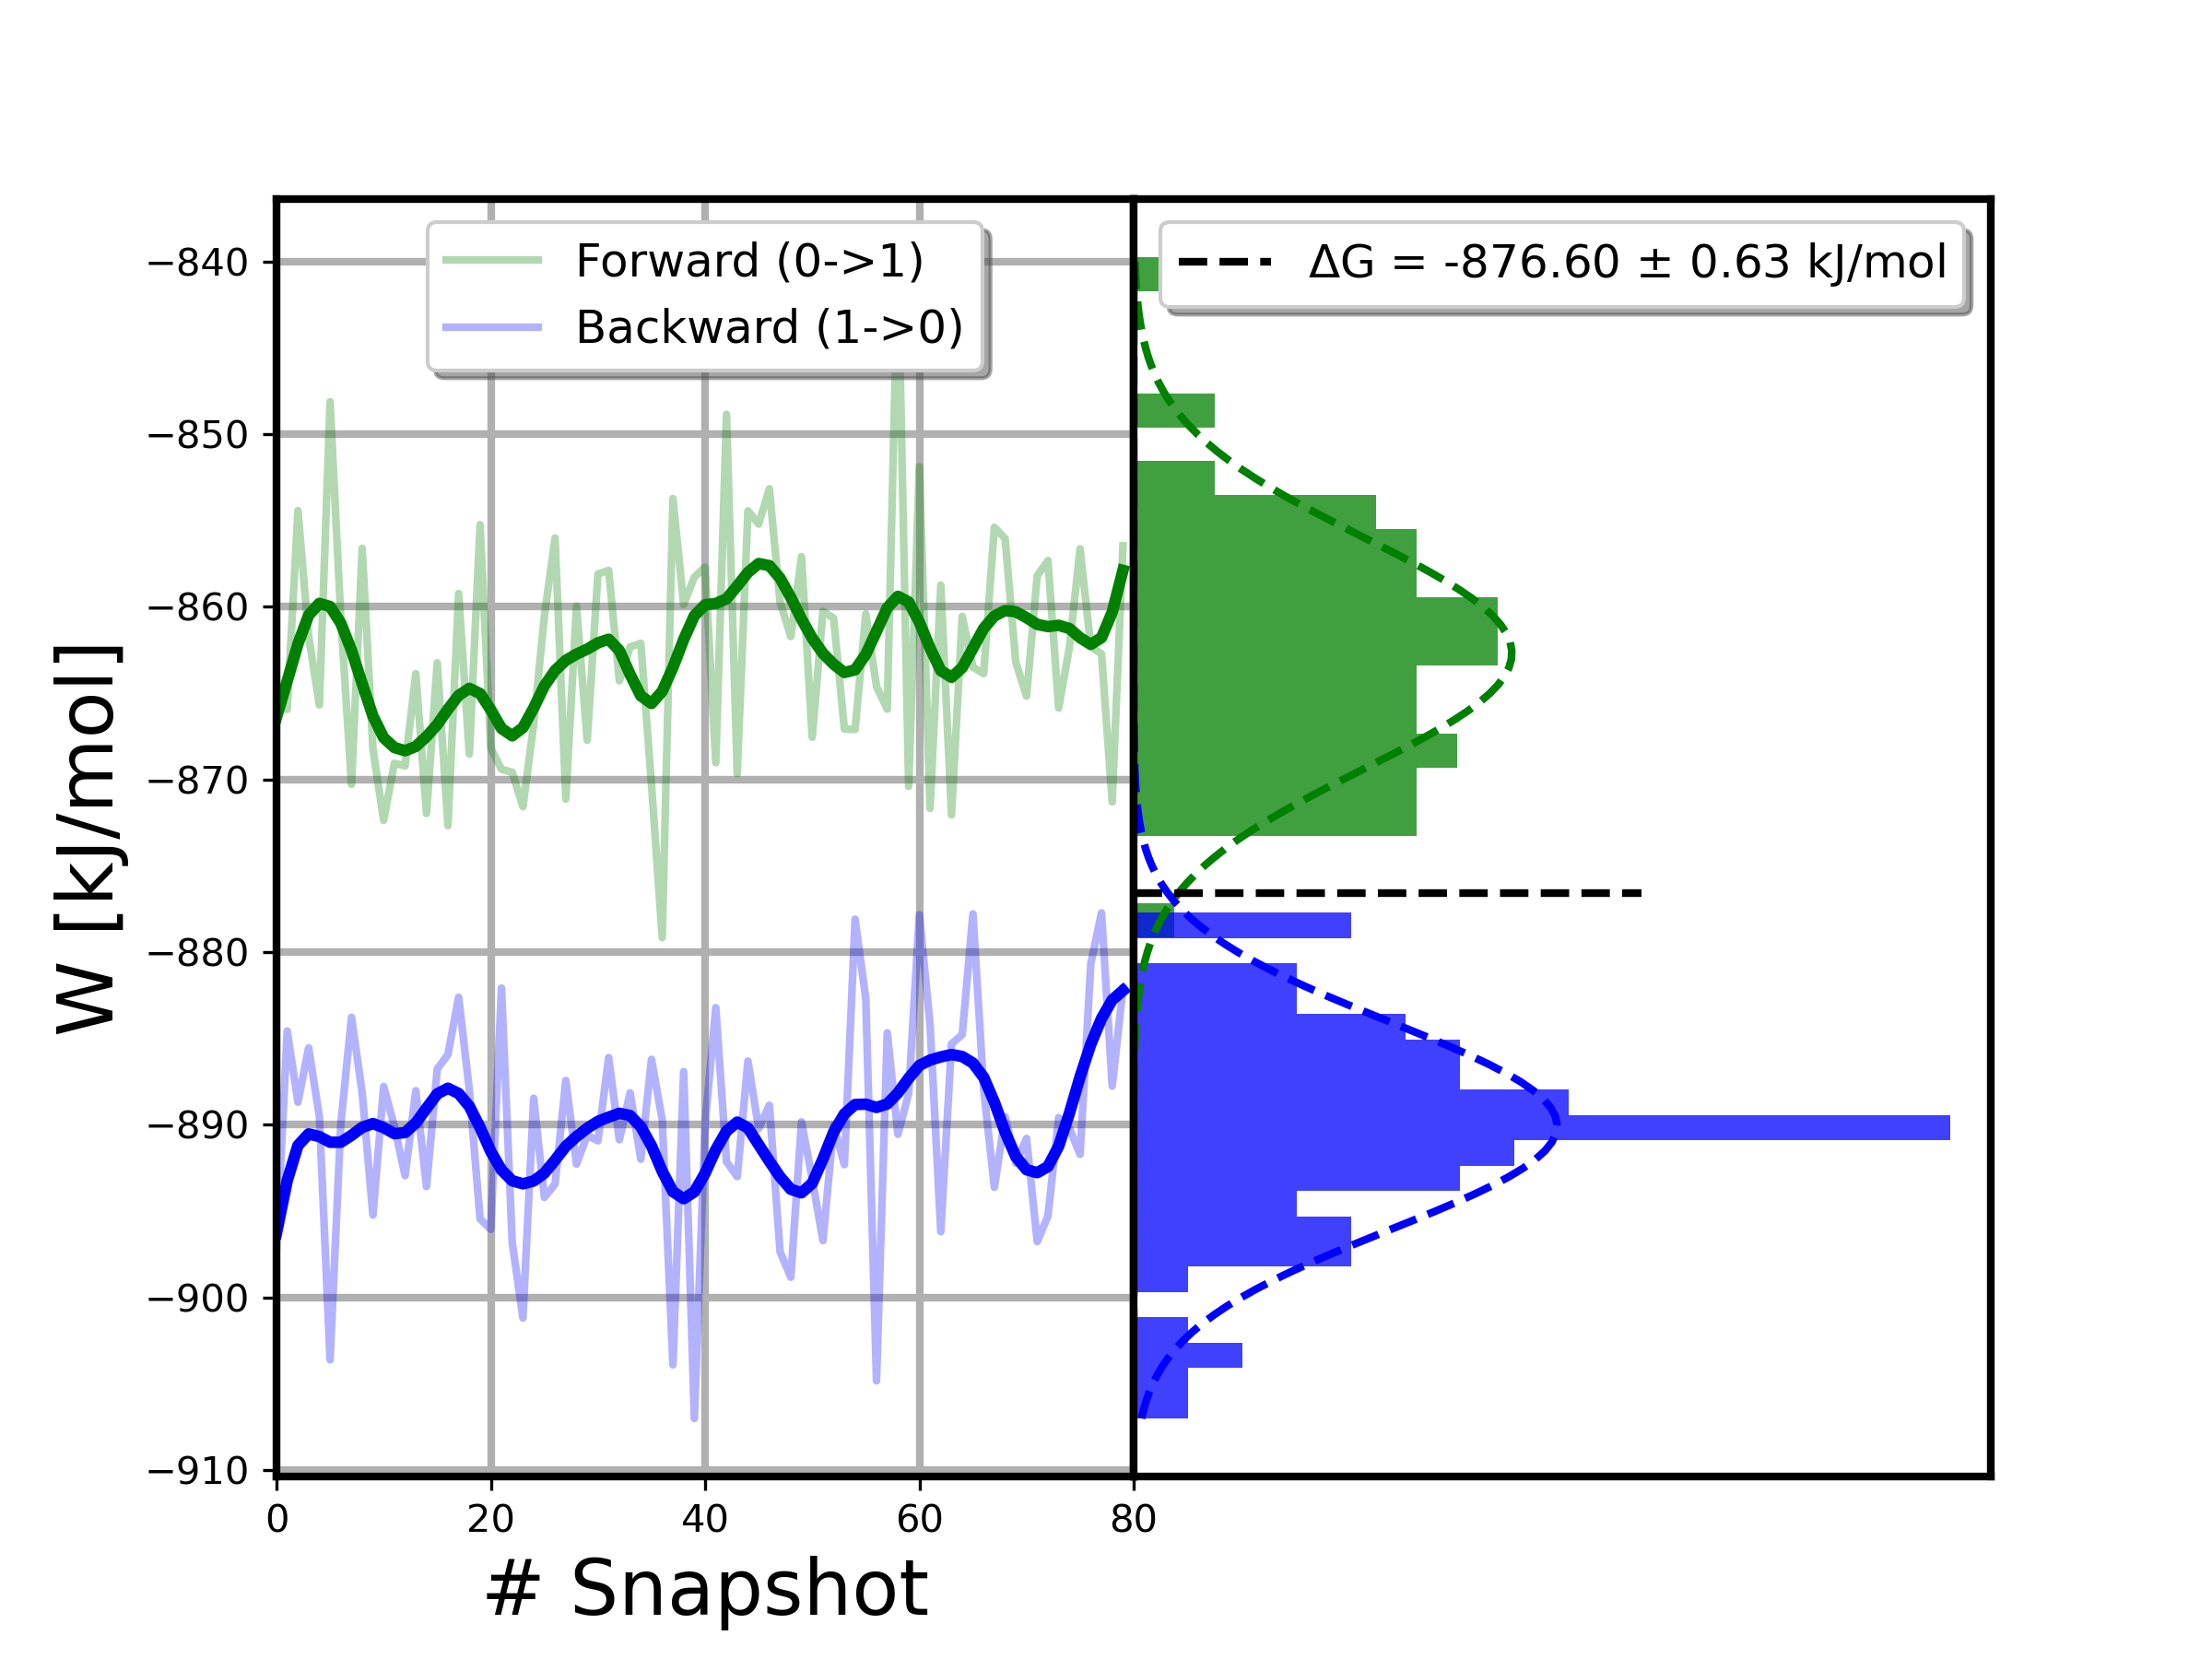 Forward (0->1)
Backward (1->0)
ΔG = -876.60 ± 0.63 kJ/mol
W [kJ/mol]
−840
−850
−860
−870
−880
−890
−900
−910
0 20 40 60 80
# Snapshot